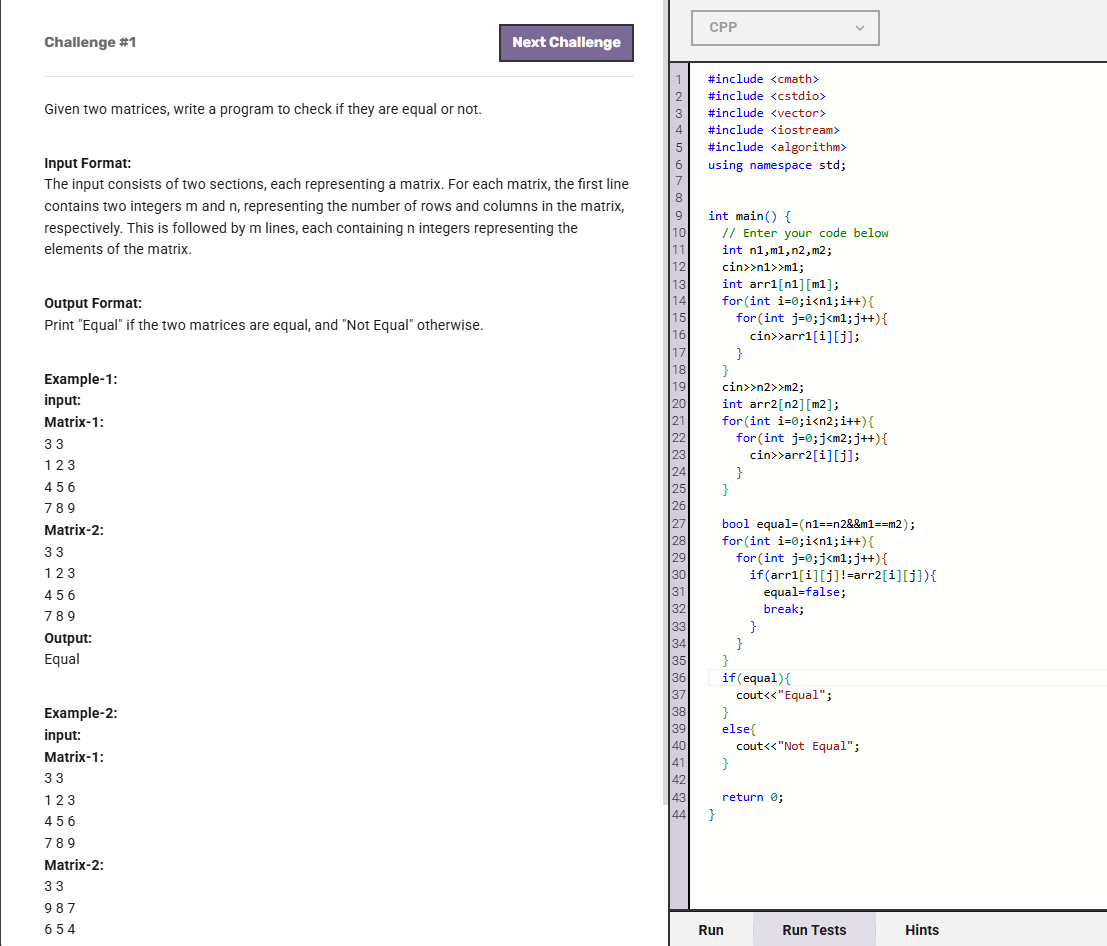 Challenge #1
Next Challenge
Given two matrices, write a program to check if they are equal or not.
Input Format:
The input consists of two sections, each representing a matrix. For each matrix, the first line
contains two integers m and n, representing the number of rows and columns in the matrix,
respectively. This is followed by m lines, each containing n integers representing the
elements of the matrix.
Output Format:
Print "Equal" if the two matrices are equal, and "Not Equal" otherwise.
Example-1:
input:
Matrix-1:
3 3
1 2 3
4 5 6
7 8 9
Matrix-2:
3 3
1 2 3
4 5 6
7 8 9
Output:
Equal
Example-2:
input:
Matrix-1:
3 3
1 2 3
4 5 6
7 8 9
Matrix-2:
3 3
9 8 7
6 5 4
CPP
1 #include <cmath>
2 #include <cstdio>
3 #include <vector>
4 #include <iostream>
5 #include <algorithm>
6 using namespace std;
7
8
9 int main() {
10   // Enter your code below
11   int n1,m1,n2,m2;
12   cin>>n1>>m1;
13   int arr1[n1][m1];
14   for(int i=0;i<n1;i++){
15     for(int j=0;j<m1;j++){
16       cin>>arr1[i][j];
17     }
18   }
19   cin>>n2>>m2;
20   int arr2[n2][m2];
21   for(int i=0;i<n2;i++){
22     for(int j=0;j<m2;j++){
23       cin>>arr2[i][j];
24     }
25   }
26
27   bool equal=(n1==n2&&m1==m2);
28   for(int i=0;i<n1;i++){
29     for(int j=0;j<m1;j++){
30       if(arr1[i][j]!=arr2[i][j]){
31         equal=false;
32         break;
33       }
34     }
35   }
36   if(equal){
37     cout<<"Equal";
38   }
39   else{
40     cout<<"Not Equal";
41   }
42
43   return 0;
44 }
Run
Run Tests
Hints